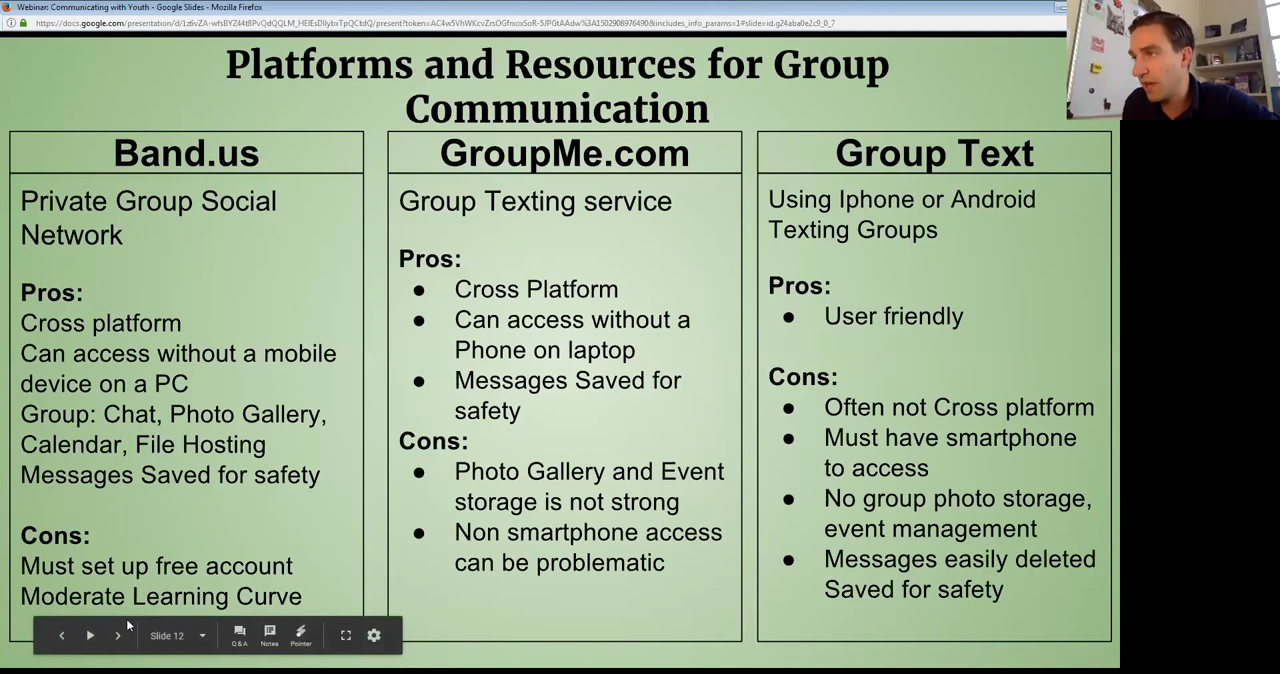 Webinar: Communicating with Youth - Google Slides - Mozilla Firefox
Platforms and Resources for Group
Communication
Band.us
Private Group Social
Network
Pros:
Cross platform
Can access without a mobile
device on a PC
Group: Chat, Photo Gallery,
Calendar, File Hosting
Messages Saved for safety
Cons:
Must set up free account
Moderate Learning Curve
GroupMe.com
Group Texting service
Pros:
● Cross Platform
● Can access without a
Phone on laptop
● Messages Saved for
safety
Cons:
● Photo Gallery and Event
storage is not strong
● Non smartphone access
can be problematic
Group Text
Using Iphone or Android
Texting Groups
Pros:
● User friendly
Cons:
● Often not Cross platform
● Must have smartphone
to access
● No group photo storage,
event management
● Messages easily deleted
Saved for safety
Slide 12
Q & A
Notes
Pointer